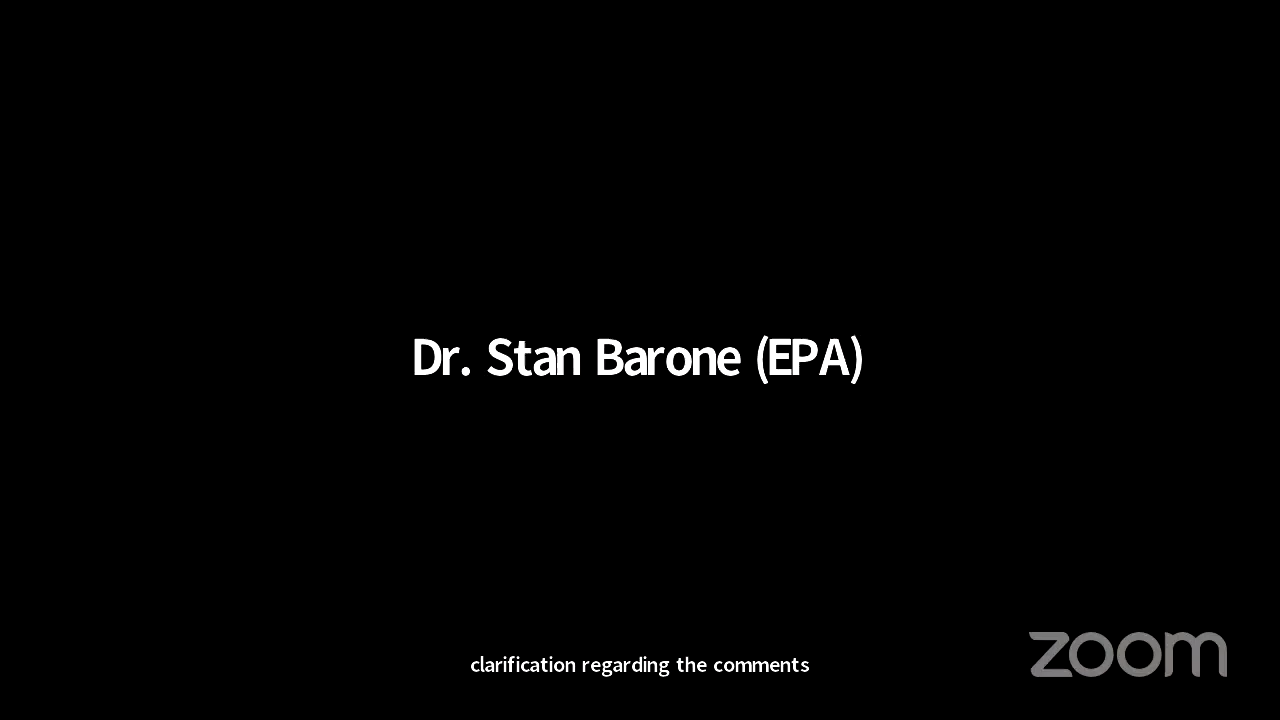 Dr. Stan Barone (EPA)
clarification regarding the comments
zoom